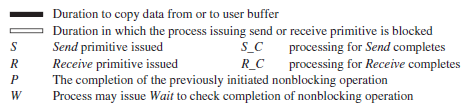 Duration to copy data from or to user buffer
Duration in which the process issuing send or receive primitive is blocked
S Send primitive issued S_C processing for Send completes
R Receive primitive issued R_C processing for Receive completes
P The completion of the previously initiated nonblocking operation
W Process may issue Wait to check completion of nonblocking operation